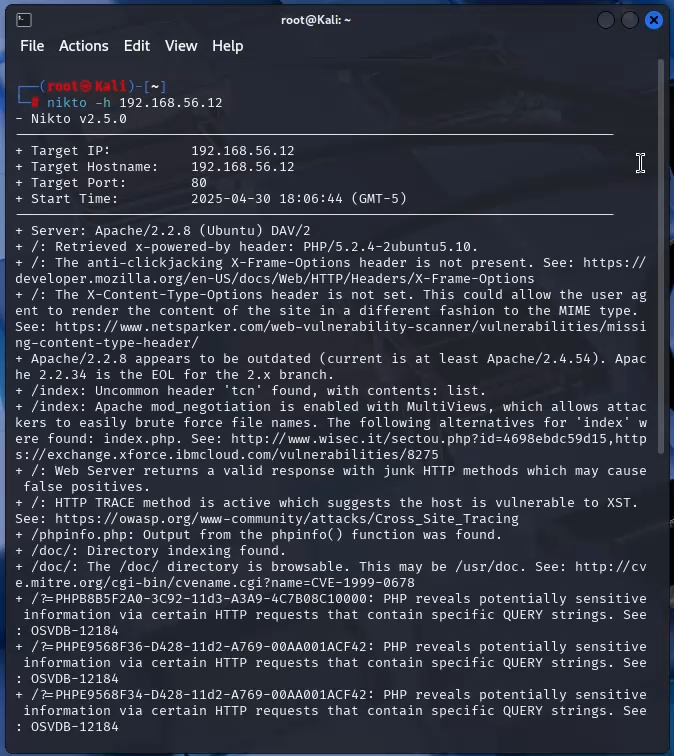 root@Kali: ~
File Actions Edit View Help
┌──(root㉿Kali)-[~]
└─# nikto -h 192.168.56.12
- Nikto v2.5.0
+ Target IP: 192.168.56.12
+ Target Hostname: 192.168.56.12
+ Target Port: 80
+ Start Time: 2025-04-30 18:06:44 (GMT-5)
+ Server: Apache/2.2.8 (Ubuntu) DAV/2
+ /: Retrieved x-powered-by header: PHP/5.2.4-2ubuntu5.10.
+ /: The anti-clickjacking X-Frame-Options header is not present. See: https://
developer.mozilla.org/en-US/docs/Web/HTTP/Headers/X-Frame-Options
+ /: The X-Content-Type-Options header is not set. This could allow the user ag
ent to render the content of the site in a different fashion to the MIME type.
See: https://www.netsparker.com/web-vulnerability-scanner/vulnerabilities/missi
ng-content-type-header/
+ Apache/2.2.8 appears to be outdated (current is at least Apache/2.4.54). Apac
he 2.2.34 is the EOL for the 2.x branch.
+ /index: Uncommon header 'tcn' found, with contents: list.
+ /index: Apache mod_negotiation is enabled with MultiViews, which allows attac
kers to easily brute force file names. The following alternatives for 'index' w
ere found: index.php. See: http://www.wisec.it/sectou.php?id=4698ebdc59d15,http
s://exchange.xforce.ibmcloud.com/vulnerabilities/8275
+ /: Web Server returns a valid response with junk HTTP methods which may cause
false positives.
+ /: HTTP TRACE method is active which suggests the host is vulnerable to XST.
See: https://owasp.org/www-community/attacks/Cross_Site_Tracing
+ /phpinfo.php: Output from the phpinfo() function was found.
+ /doc/: Directory indexing found.
+ /doc/: The /doc/ directory is browsable. This may be /usr/doc. See: http://cv
e.mitre.org/cgi-bin/cvename.cgi?name=CVE-1999-0678
+ /?=PHPB8B5F2A0-3C92-11d3-A3A9-4C7B08C10000: PHP reveals potentially sensitive
information via certain HTTP requests that contain specific QUERY strings. See
: OSVDB-12184
+ /?=PHPE9568F36-D428-11d2-A769-00AA001ACF42: PHP reveals potentially sensitive
information via certain HTTP requests that contain specific QUERY strings. See
: OSVDB-12184
+ /?=PHPE9568F34-D428-11d2-A769-00AA001ACF42: PHP reveals potentially sensitive
information via certain HTTP requests that contain specific QUERY strings. See
: OSVDB-12184